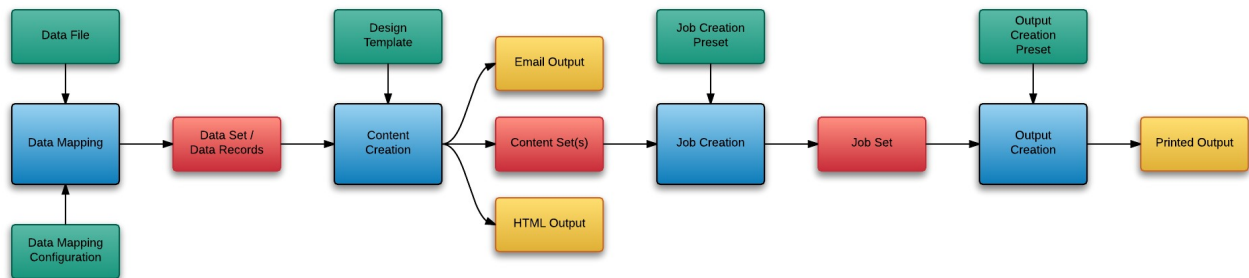 Data File
Data Mapping
Data Mapping
Configuration
Data Set /
Data Records
Design
Template
Content
Creation
Email Output
Content Set(s)
HTML Output
Job Creation
Preset
Job Creation
Job Set
Output
Creation
Preset
Output
Creation
Printed Output